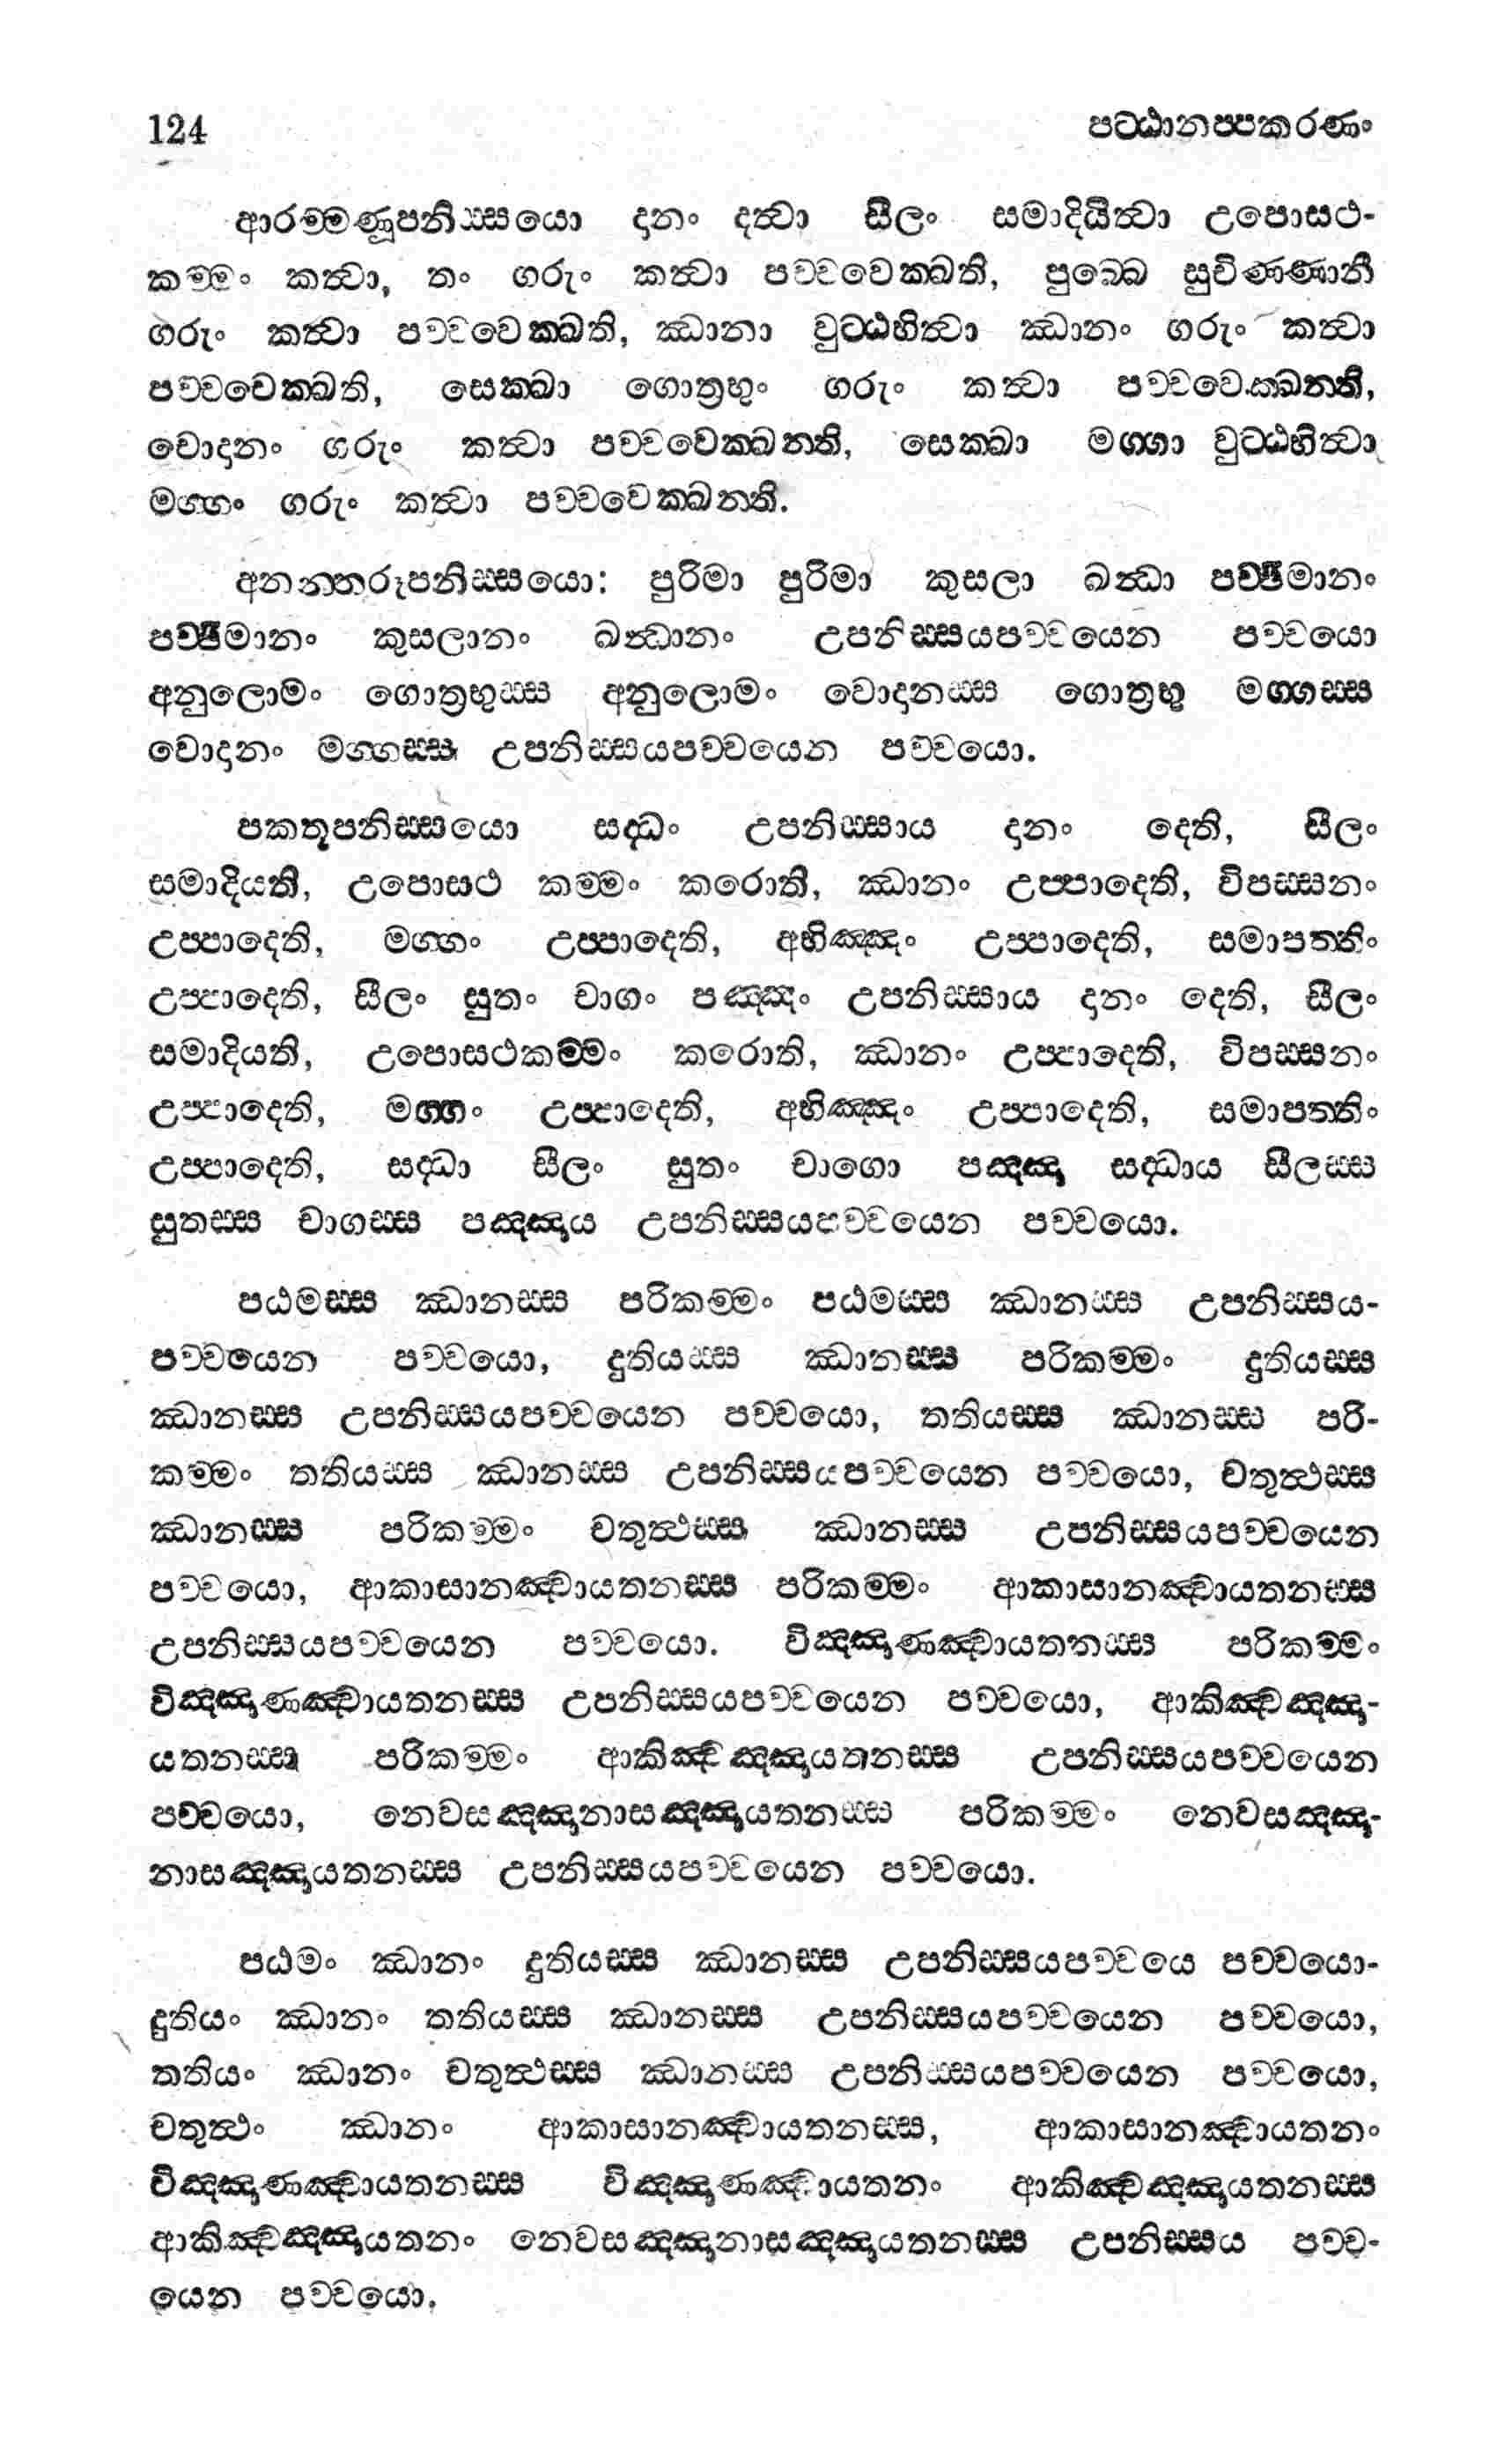 124 පට්ඨානප්පකරණං
ආරම්මණූපනිස්සයො දානං දත්වා සීලං සමාදියිත්වා උපොසථ-
කම්මං කත්වා, තං ගරුං කත්වා පච්චවෙක්ඛති, පුබ්බෙ සුචිණ්ණානී
ගරුං කත්වා පච්චවෙක්ඛති, ඣානා වුට්ඨහිත්වා ඣානං ගරුං කත්වා
පච්චවෙක්ඛති, සෙක්ඛා ගොත්‍රභුං ගරුං කත්වා පච්චවෙක්ඛන්ති,
වොදානං ගරුං කත්වා පච්චවෙක්ඛන්ති, සෙක්ඛා මග්ගා වුට්ඨහිත්වා
මග්ගං ගරුං කත්වා පච්චවෙක්ඛන්ති.
අනන්තරූපනිස්සයො: පුරිමා පුරිමා කුසලා ඛන්ධා පච්ඡිමානං
පච්ඡිමානං කුසලානං ඛන්ධානං උපනිස්සයපච්චයෙන පච්චයො
අනුලොමං ගොත්‍රභුස්ස අනුලොමං වොදානස්ස ගොත්‍රභු මග්ගස්ස
වොදානං මග්ගස්ස උපනිස්සයපච්චයෙන පච්චයො.
පකතූපනිස්සයො සද්ධං උපනිස්සාය දානං දෙති, සීලං
සමාදියති, උපොසථ කම්මං කරොති, ඣානං උප්පාදෙති, විපස්සනං
උප්පාදෙති, මග්ගං උප්පාදෙති, අභිඤ්ඤං උප්පාදෙති, සමාපත්තිං
උප්පාදෙති, සීලං සුතං චාගං පඤ්ඤං උපනිස්සාය දානං දෙති, සීලං
සමාදියති, උපොසථකම්මං කරොති, ඣානං උප්පාදෙති, විපස්සනං
උප්පාදෙති, මග්ගං උප්පාදෙති, අභිඤ්ඤං උප්පාදෙති, සමාපත්තිං
උප්පාදෙති, සද්ධා සීලං සුතං චාගො පඤ්ඤා සද්ධාය සීලස්ස
සුතස්ස චාගස්ස පඤ්ඤාය උපනිස්සයපච්චයෙන පච්චයො.
පඨමස්ස ඣානස්ස පරිකම්මං පඨමස්ස ඣානස්ස උපනිස්සය-
පච්චයෙන පච්චයො, දුතියස්ස ඣානස්ස පරිකම්මං දුතියස්ස
ඣානස්ස උපනිස්සයපච්චයෙන පච්චයො, තතියස්ස ඣානස්ස පරි-
කම්මං තතියස්ස ඣානස්ස උපනිස්සයපච්චයෙන පච්චයො, චතුත්ථස්ස
ඣානස්ස පරිකම්මං චතුත්ථස්ස ඣානස්ස උපනිස්සයපච්චයෙන
පච්චයො, ආකාසානඤ්චායතනස්ස පරිකම්මං ආකාසානඤ්චායතනස්ස
උපනිස්සයපච්චයෙන පච්චයො. විඤ්ඤාණඤ්චායතනස්ස පරිකම්මං
විඤ්ඤාණඤ්චායතනස්ස උපනිස්සයපච්චයෙන පච්චයො, ආකිඤ්චඤ්ඤා-
යතනස්ස පරිකම්මං ආකිඤ්චඤ්ඤායතනස්ස උපනිස්සයපච්චයෙන
පච්චයො, නෙවසඤ්ඤානාසඤ්ඤායතනස්ස පරිකම්මං නෙවසඤ්ඤා-
නාසඤ්ඤායතනස්ස උපනිස්සයපච්චයෙන පච්චයො.
පඨමං ඣානං දුතියස්ස ඣානස්ස උපනිස්සයපච්චයෙ පච්චයො-
දුතියං ඣානං තතියස්ස ඣානස්ස උපනිස්සයපච්චයෙන පච්චයො,
තතියං ඣානං චතුත්ථස්ස ඣානස්ස උපනිස්සයපච්චයෙන පච්චයො,
චතුත්ථං ඣානං ආකාසානඤ්චායතනස්ස, ආකාසානඤ්චායතනං
විඤ්ඤාණඤ්චායතනස්ස විඤ්ඤාණඤ්චායතනං ආකිඤ්චඤ්ඤායතනස්ස
ආකිඤ්චඤ්ඤායතනං නෙවසඤ්ඤානාසඤ්ඤායතනස්ස උපනිස්සය පච්ච-
යෙන පච්චයො.